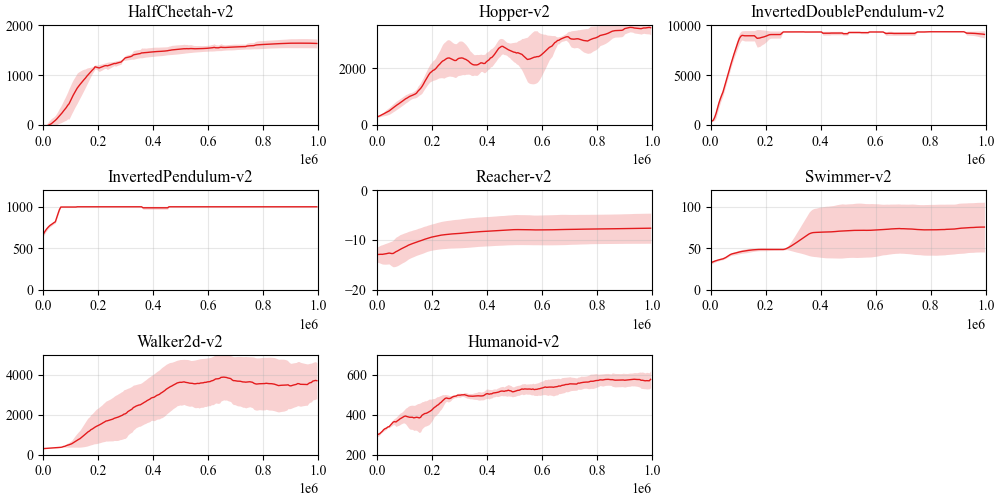 HalfCheetah-v2 Hopper-v2 InvertedDoublePendulum-v2
2000 2000 10000
1000 5000
0 0 0
0.0 0.2 0.4 0.6 0.8 1.0 0.0 0.2 0.4 0.6 0.8 1.0 0.0 0.2 0.4 0.6 0.8 1.0
1e6 1e6 1e6
InvertedPendulum-v2 Reacher-v2 Swimmer-v2
1000 0 100
500 −10 50
0 −20 0
0.0 0.2 0.4 0.6 0.8 1.0 0.0 0.2 0.4 0.6 0.8 1.0 0.0 0.2 0.4 0.6 0.8 1.0
1e6 1e6 1e6
Walker2d-v2 Humanoid-v2
4000 600
2000 400
0 200
0.0 0.2 0.4 0.6 0.8 1.0 0.0 0.2 0.4 0.6 0.8 1.0
1e6 1e6